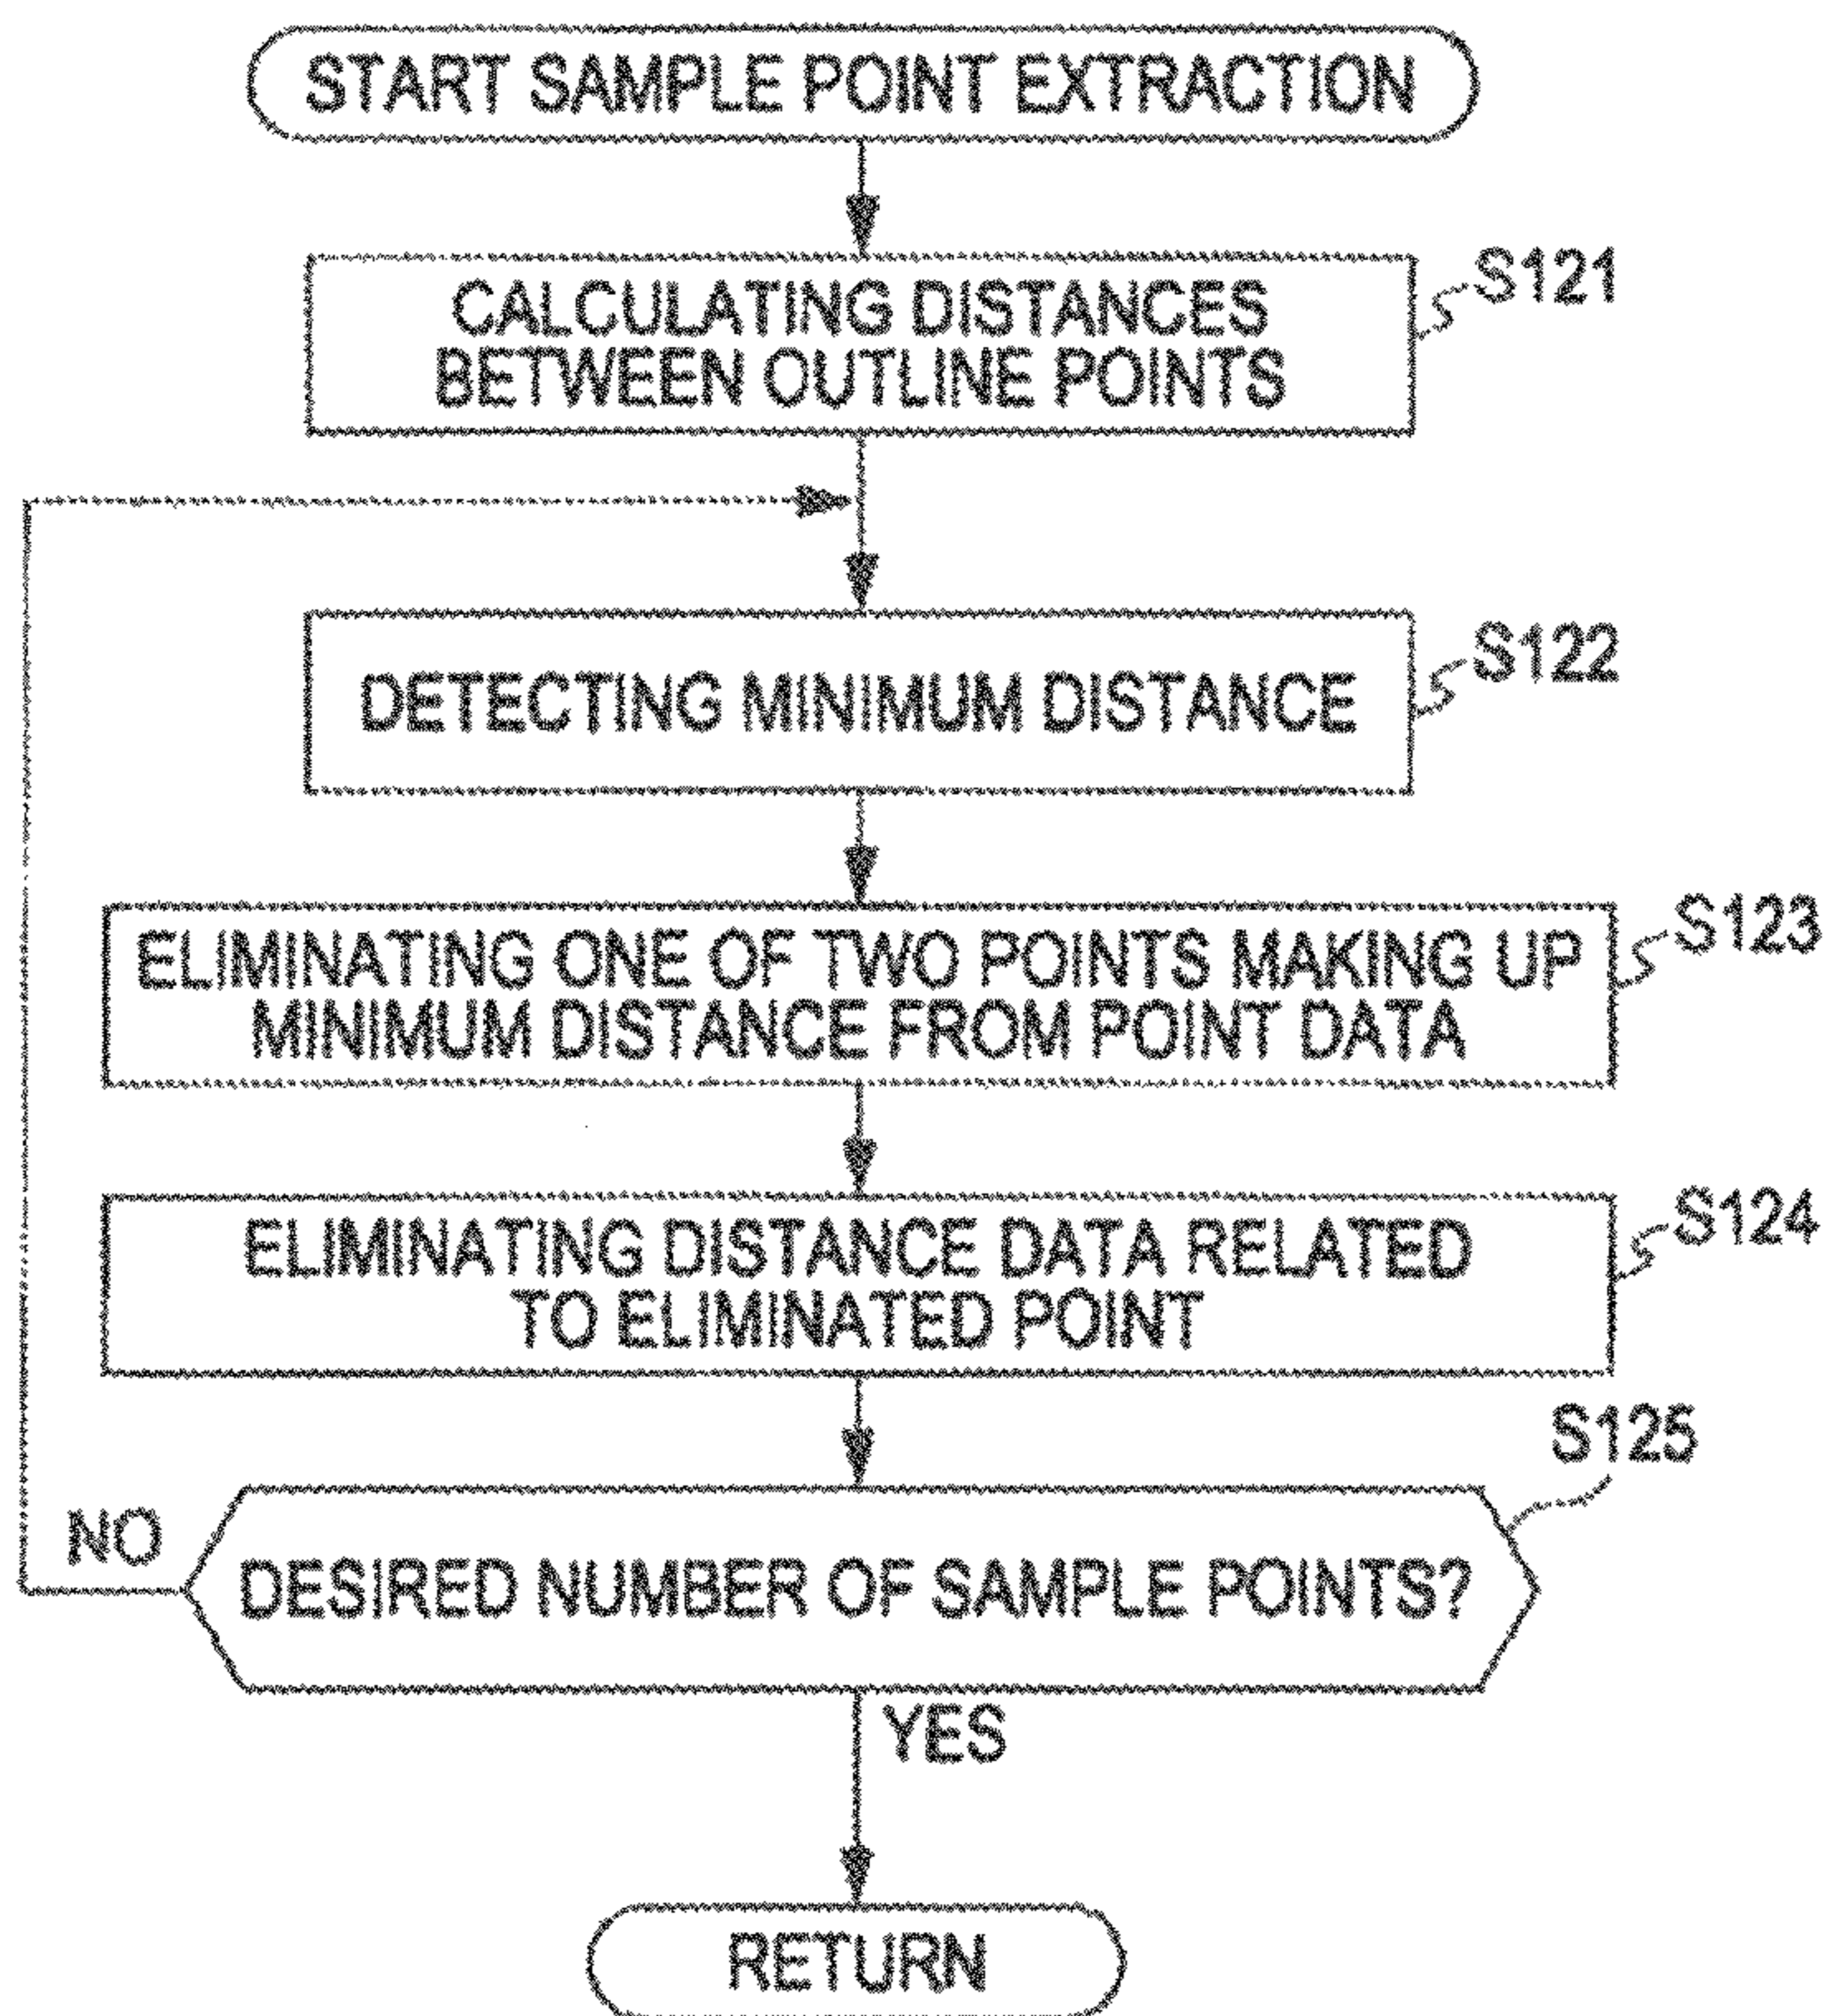 START SAMPLE POINT EXTRACTION
CALCULATING DISTANCES
BETWEEN OUTLINE POINTS
S121
DETECTING MINIMUM DISTANCE
S122
ELIMINATING ONE OF TWO POINTS MAKING UP
MINIMUM DISTANCE FROM POINT DATA
S123
ELIMINATING DISTANCE DATA RELATED
TO ELIMINATED POINT
S124
S125
NO
DESIRED NUMBER OF SAMPLE POINTS?
YES
RETURN